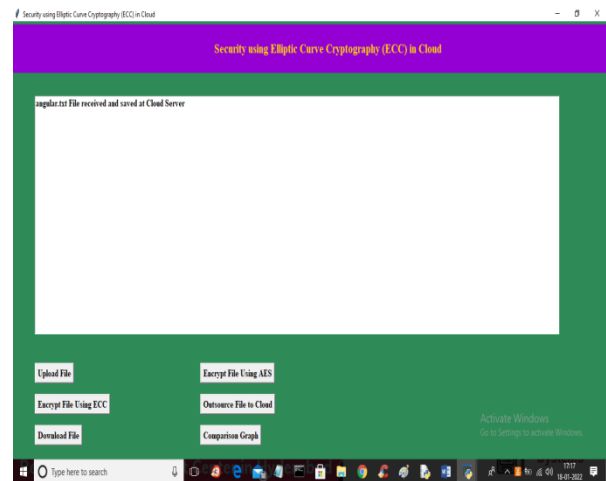 Security using Elliptic Curve Cryptography (ECC) in Cloud
Security using Elliptic Curve Cryptography (ECC) in Cloud
angular.txt File received and saved at Cloud Server
Upload File
Encrypt File Using AES
Encrypt File Using ECC
Outsource File to Cloud
Download File
Comparison Graph
Activate Windows
Go to Settings to activate Windows.
Type here to search
17:17
18-01-2022